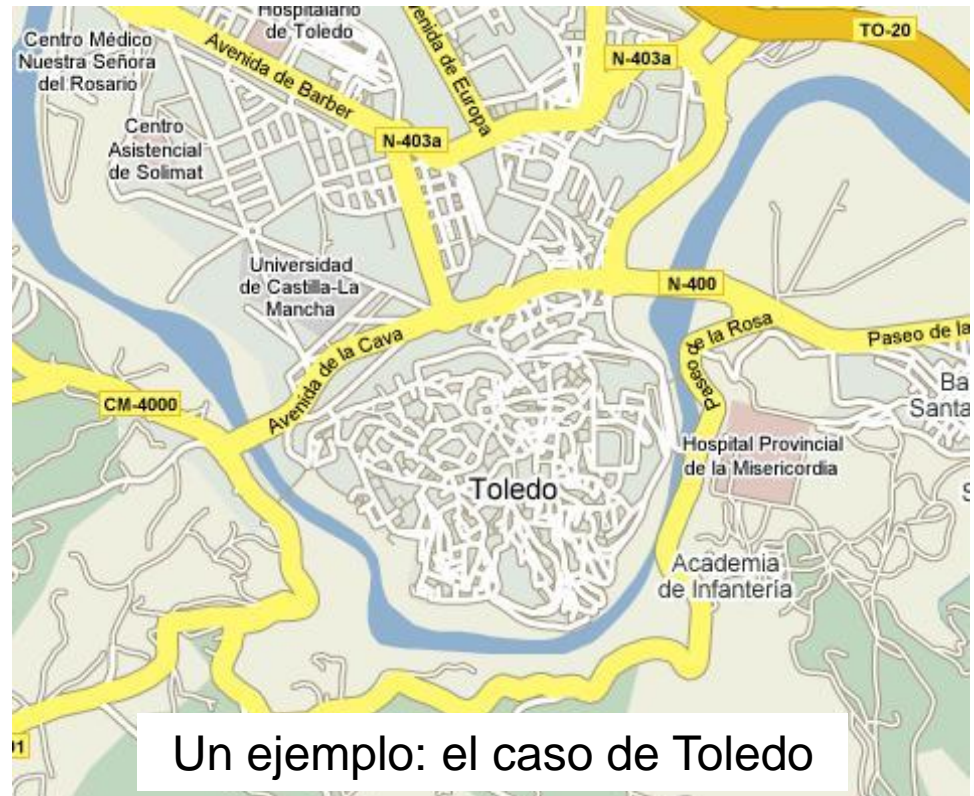 Hospitalario
de Toledo
TO-20
Centro Médico
Nuestra Señora
del Rosario
Avenida de Barber
Avenida de Europa
N-403a
Centro
Asistencial
de Solimat
N-403a
Universidad
de Castilla-La
Mancha
N-400
Avenida de la Cava
Paseo de la Rosa
Paseo de la
CM-4000
Ba
Santa
Hospital Provincial
de la Misericordia
Toledo
S
Academia
de Infantería
01
Un ejemplo: el caso de Toledo